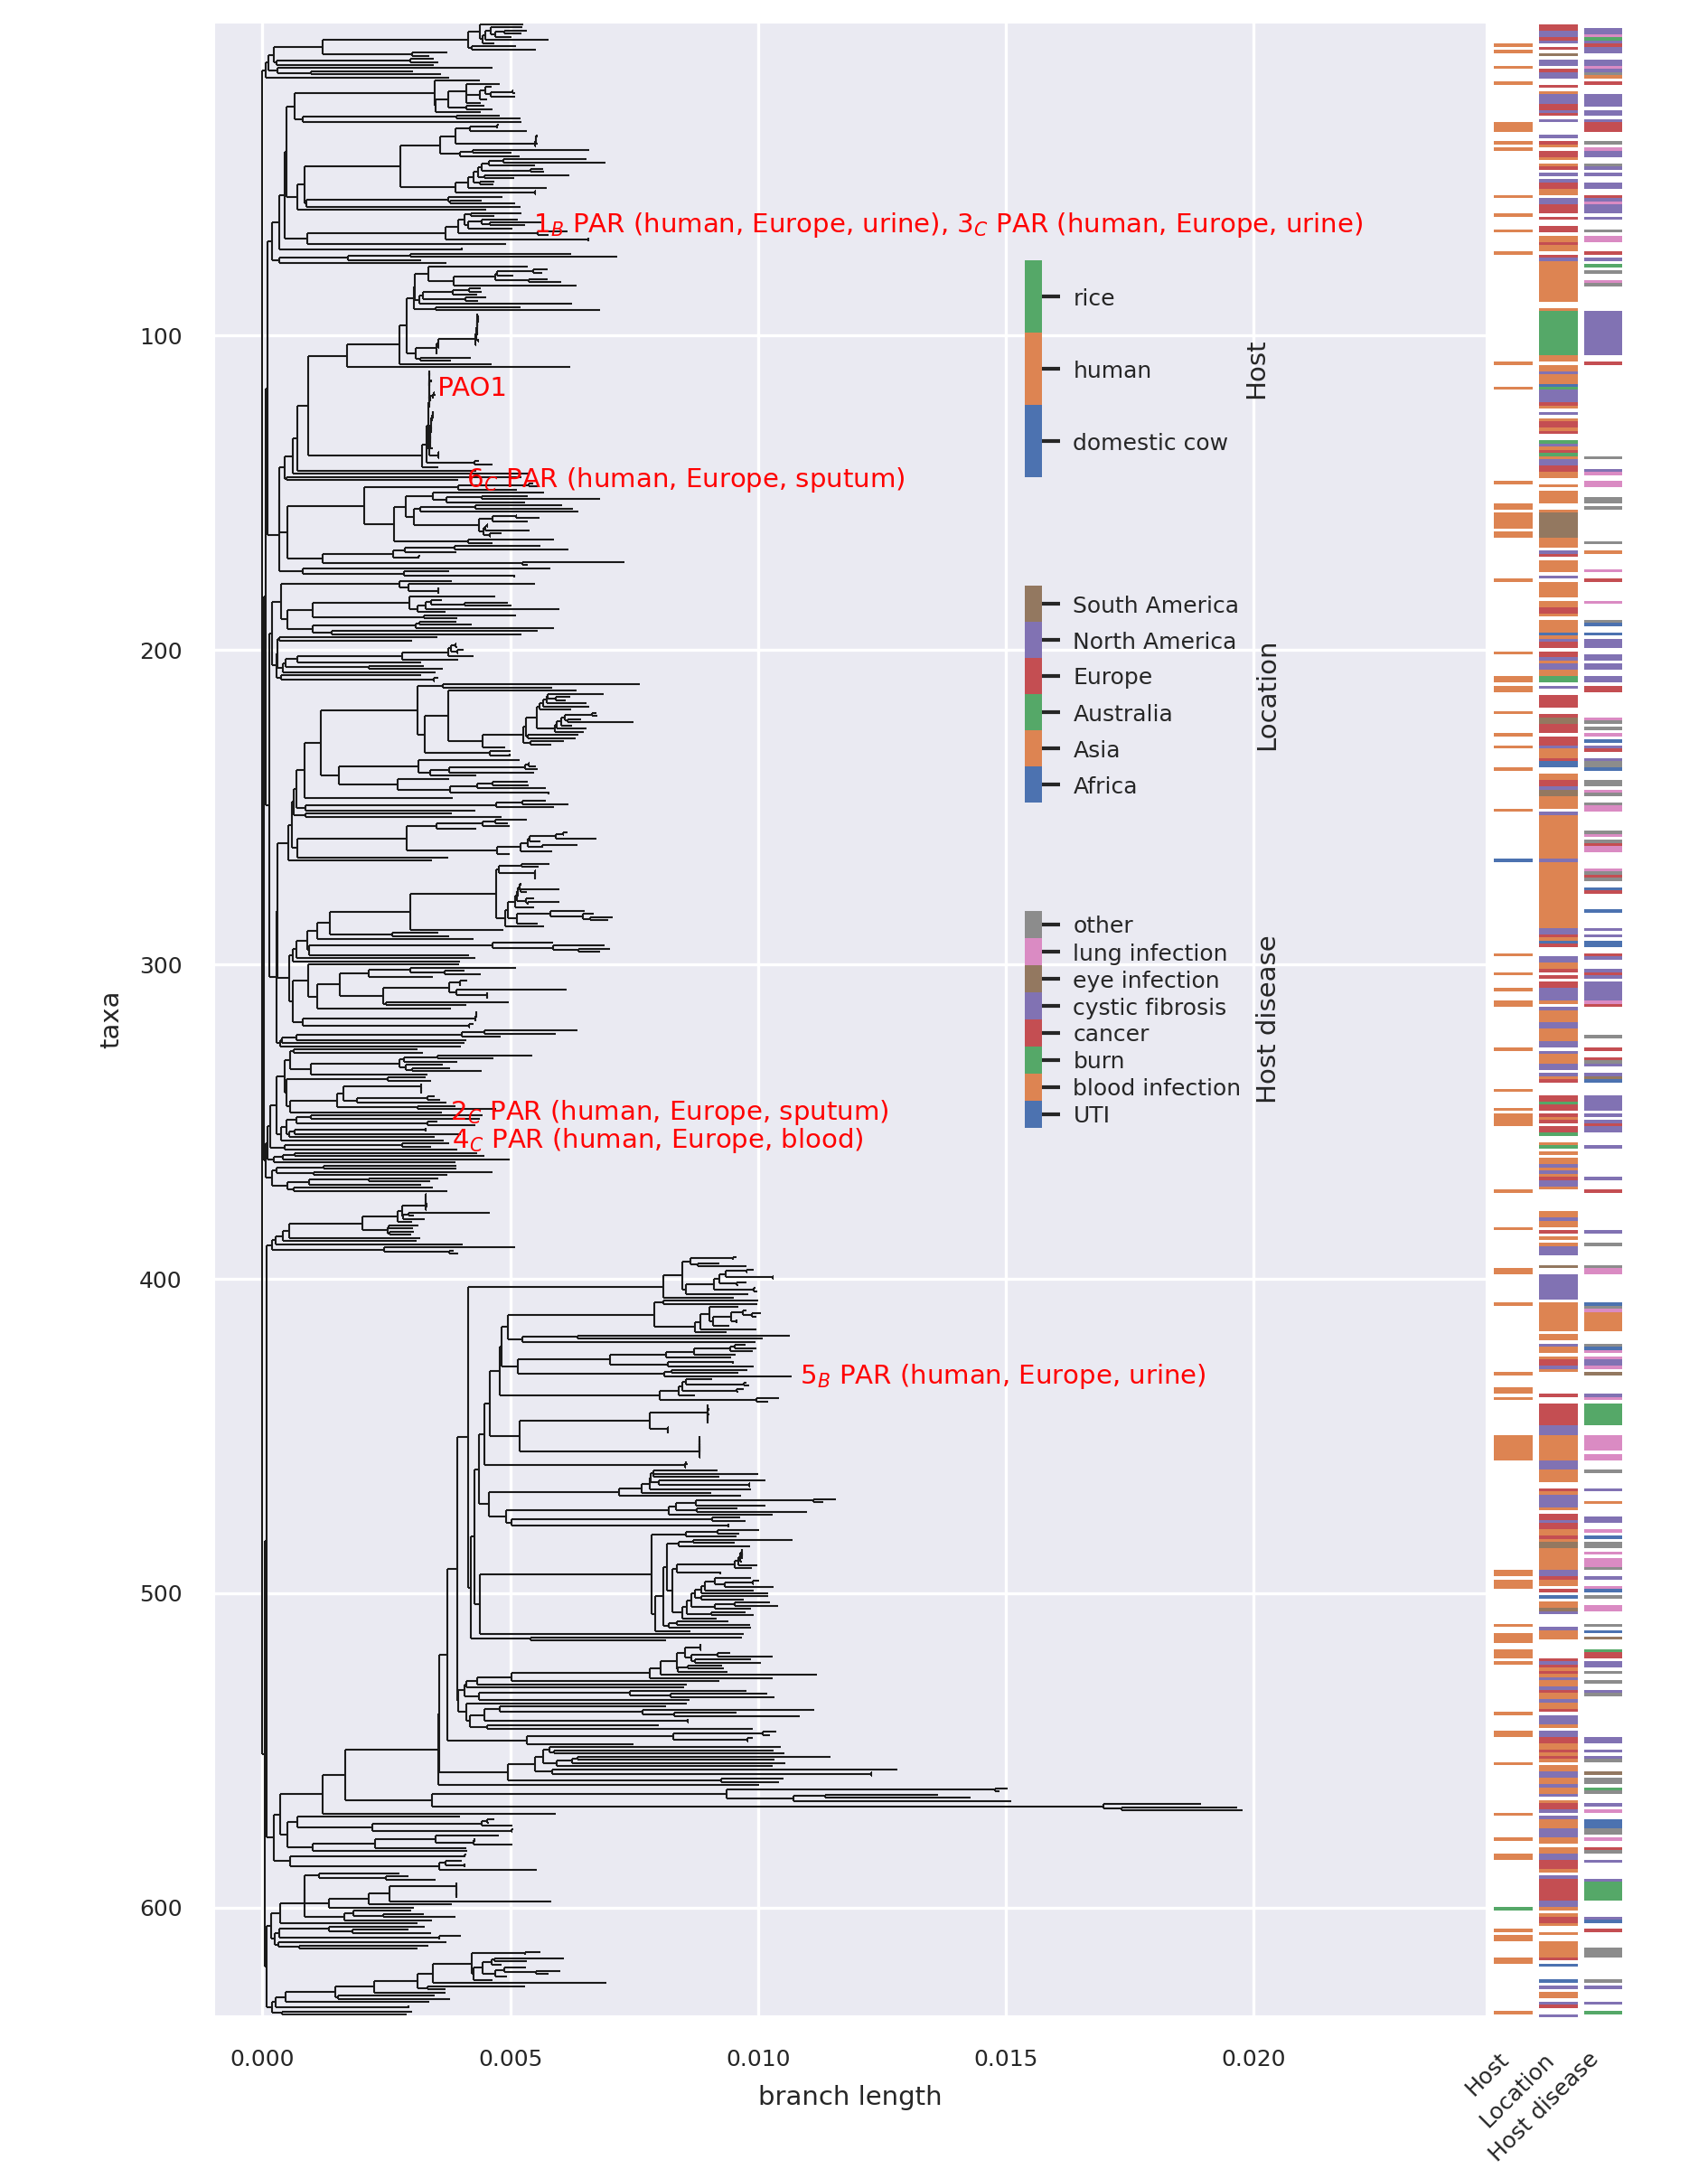 1B PAR (human, Europe, urine), 3C PAR (human, Europe, urine)
rice
human
domestic cow
Host
100
PAO1
6C PAR (human, Europe, sputum)
South America
North America
Europe
Australia
Asia
Africa
Location
200
other
lung infection
eye infection
cystic fibrosis
cancer
burn
blood infection
UTI
Host disease
300
taxa
2C PAR (human, Europe, sputum)
4C PAR (human, Europe, blood)
400
5B PAR (human, Europe, urine)
500
600
0.000 0.005 0.010 0.015 0.020
branch length
Host
Location
Host disease